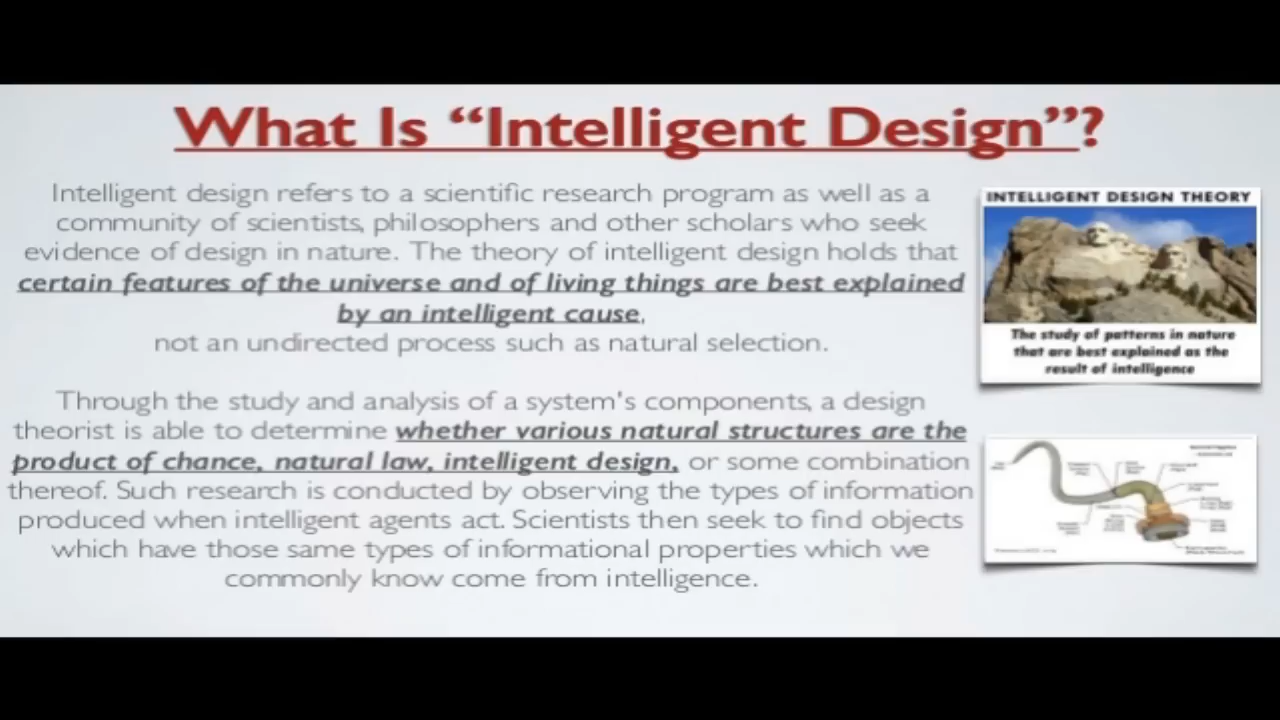 What Is “Intelligent Design”?
Intelligent design refers to a scientific research program as well as a
community of scientists, philosophers and other scholars who seek
evidence of design in nature. The theory of intelligent design holds that
certain features of the universe and of living things are best explained
by an intelligent cause,
not an undirected process such as natural selection.
Through the study and analysis of a system's components, a design
theorist is able to determine whether various natural structures are the
product of chance, natural law, intelligent design, or some combination
thereof. Such research is conducted by observing the types of information
produced when intelligent agents act. Scientists then seek to find objects
which have those same types of informational properties which we
commonly know come from intelligence.
INTELLIGENT DESIGN THEORY
The study of patterns in nature
that are best explained as the
result of intelligence